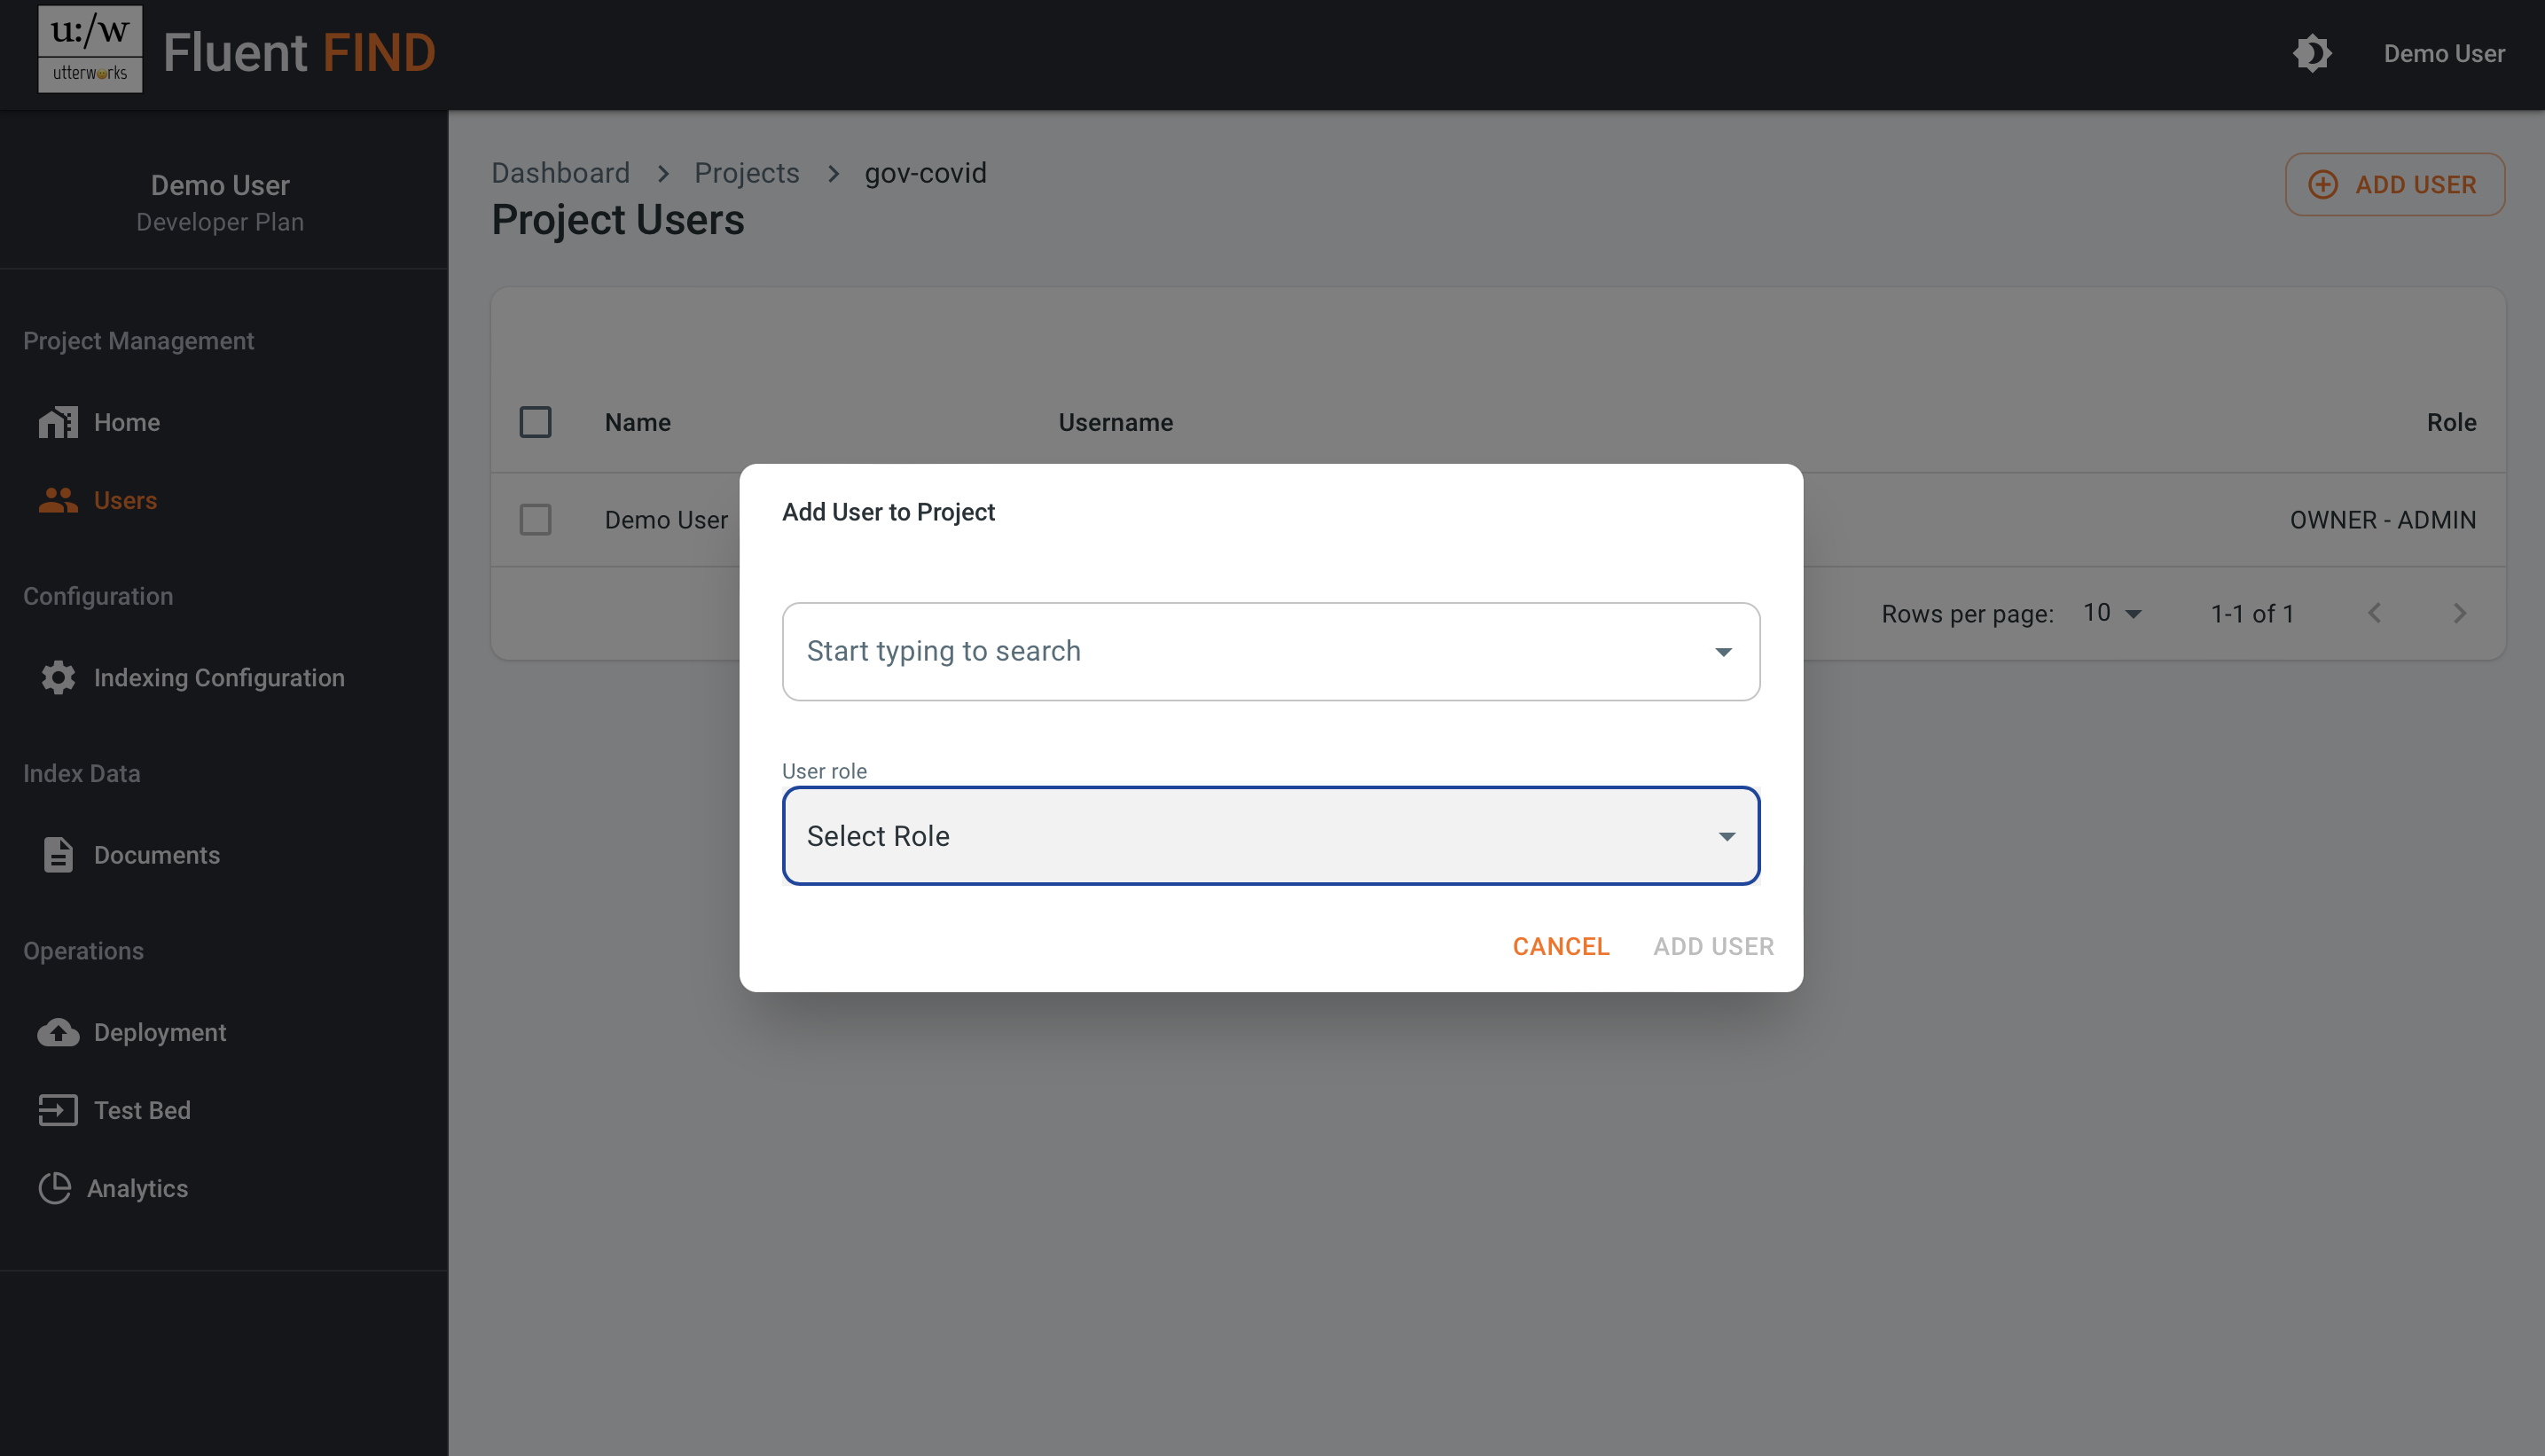 u:/w
utterworks
Fluent FIND
Demo User
Demo User
Developer Plan
Project Management
Home
Users
Configuration
Indexing Configuration
Index Data
Documents
Operations
Deployment
Test Bed
Analytics
Dashboard > Projects > gov-covid
Project Users
ADD USER
Name Username Role
Demo User OWNER - ADMIN
Rows per page: 10 1-1 of 1
Add User to Project
Start typing to search
User role
Select Role
CANCEL ADD USER